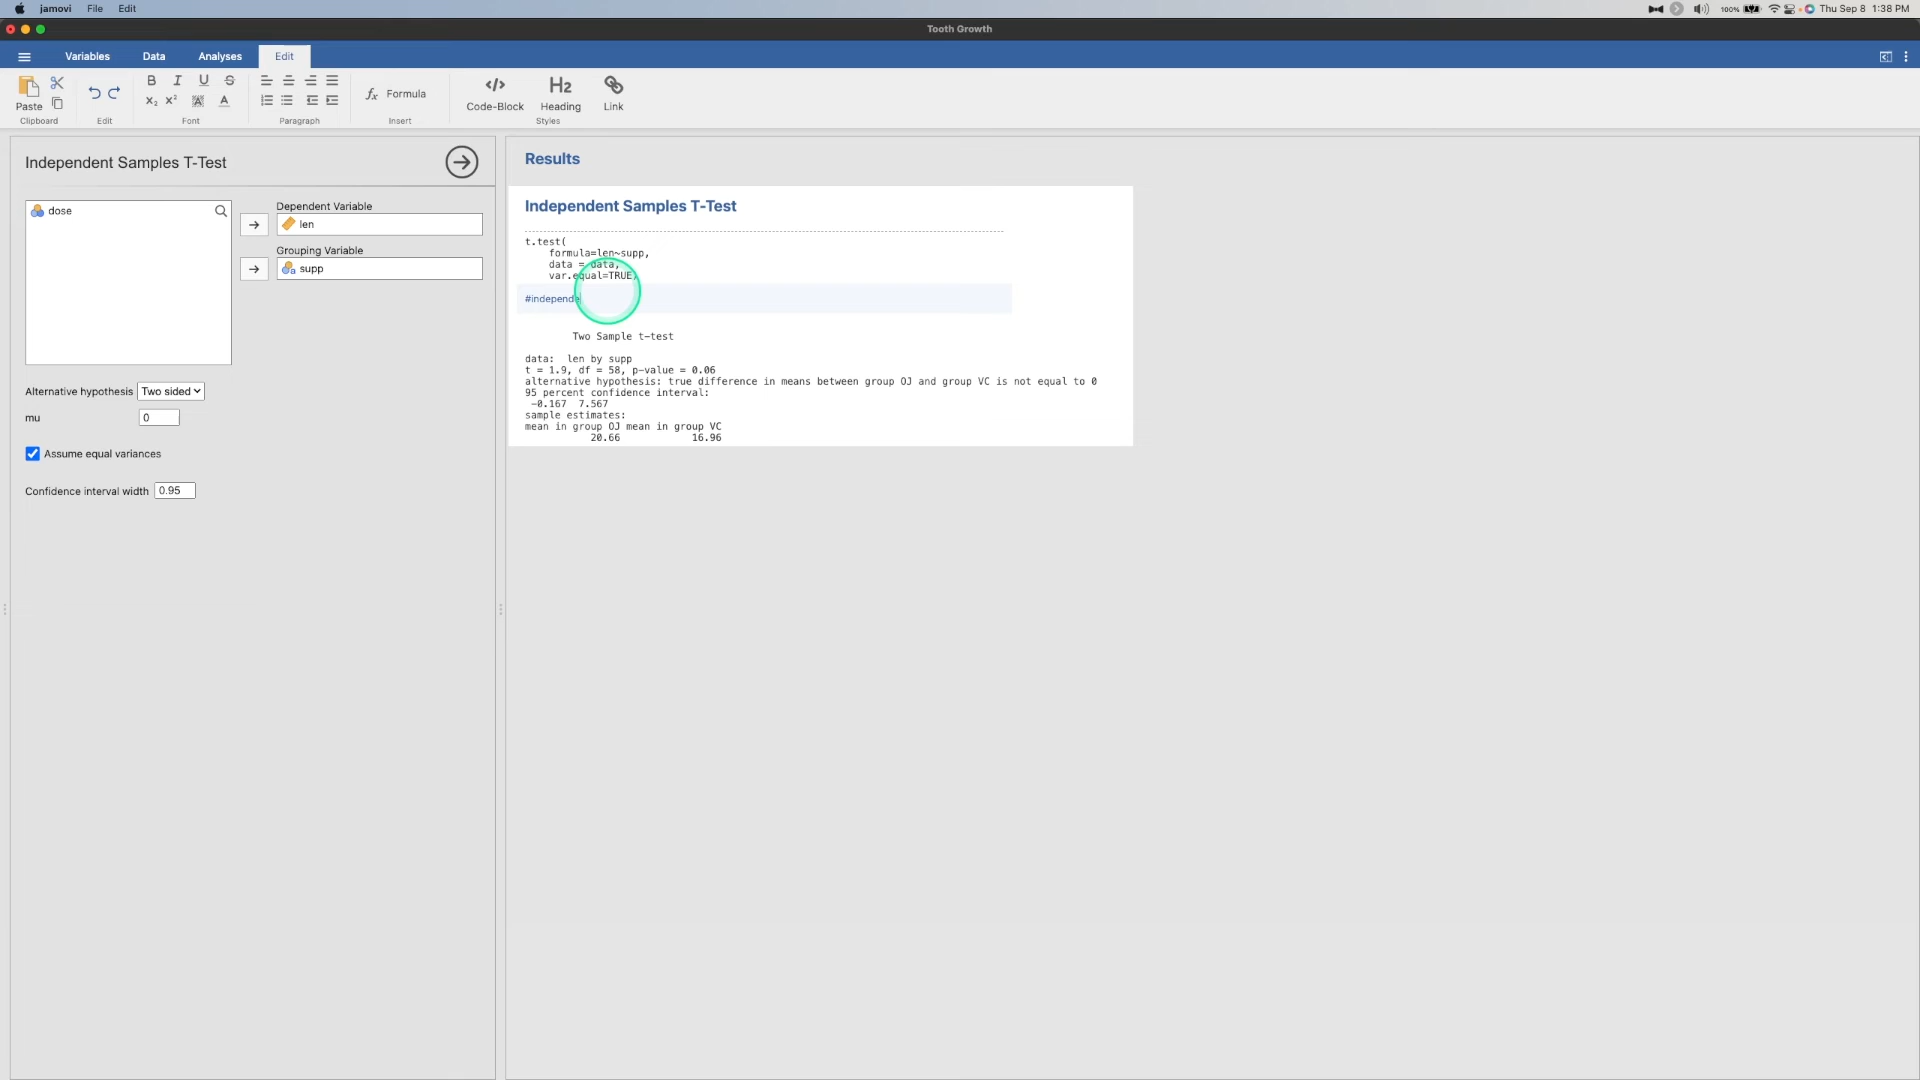 jamovi File Edit
100% Thu Sep 8 1:38 PM
Tooth Growth
Variables Data Analyses Edit
Paste
B I U S
X₂ X² A A
Formula
Code-Block
H2
Heading
Link
Clipboard Edit Font Paragraph Insert Styles
Independent Samples T-Test
dose
Dependent Variable
len
Grouping Variable
supp
Alternative hypothesis Two sided
mu 0
Assume equal variances
Confidence interval width 0.95
Results
Independent Samples T-Test
t.test(
formula=len~supp,
data = data,
var.equal=TRUE)
#independe
Two Sample t-test
data: len by supp
t = 1.9, df = 58, p-value = 0.06
alternative hypothesis: true difference in means between group OJ and group VC is not equal to 0
95 percent confidence interval:
-0.167 7.567
sample estimates:
mean in group OJ mean in group VC
20.66 16.96